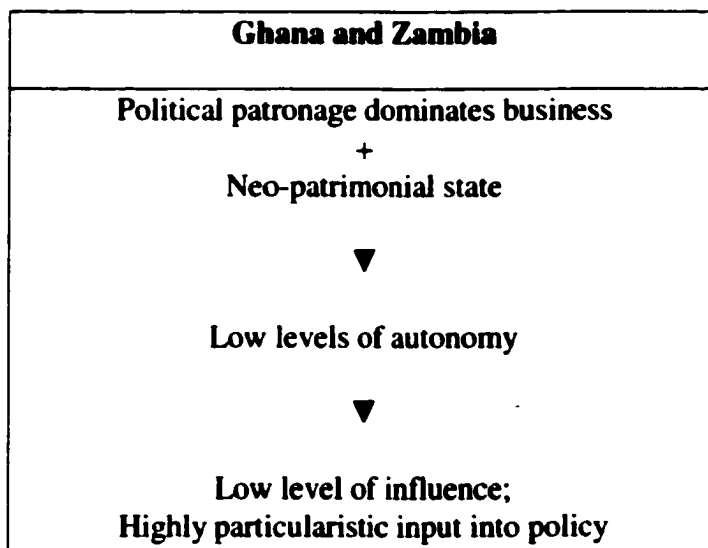 Ghana and Zambia
Political patronage dominates business
+
Neo-patrimonial state
▼
Low levels of autonomy
▼
Low level of influence;
Highly particularistic input into policy